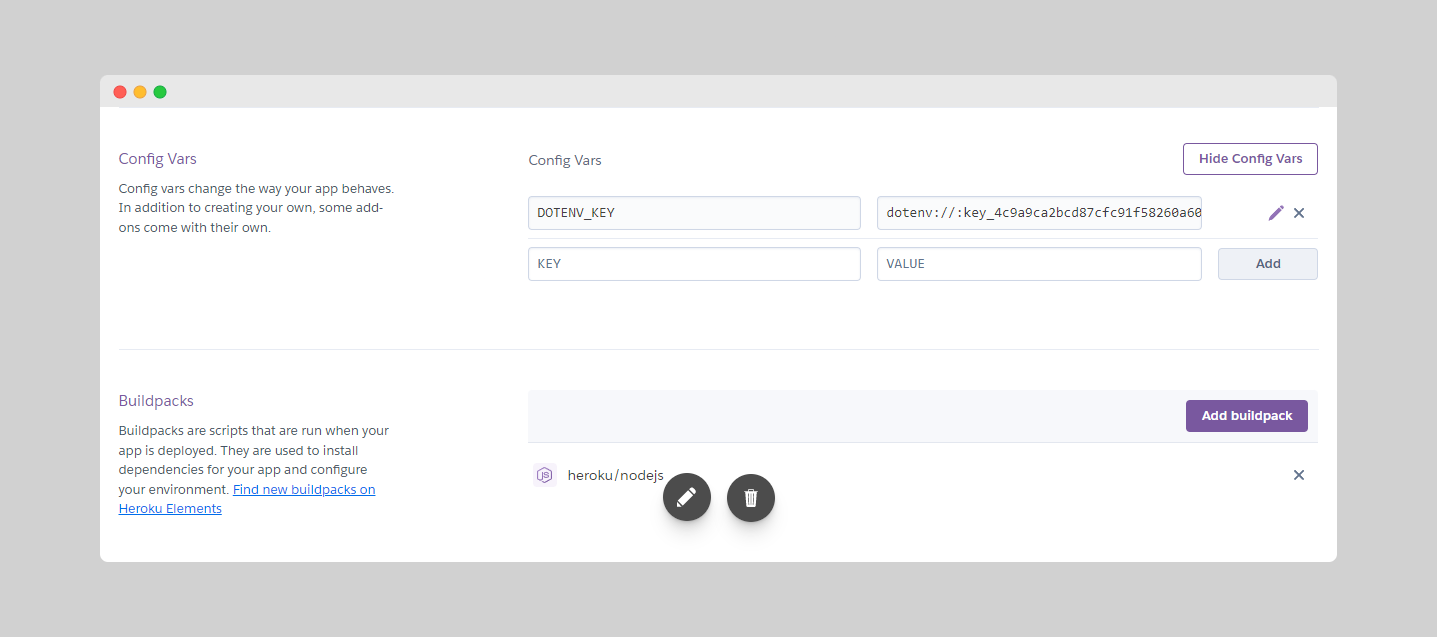 Config Vars
Config vars change the way your app behaves.
In addition to creating your own, some add-
ons come with their own.
Config Vars
Hide Config Vars
DOTENV_KEY
dotenv://:key_4c9a9ca2bcd87cfc91f58260a60
KEY
VALUE
Add
Buildpacks
Buildpacks are scripts that are run when your
app is deployed. They are used to install
dependencies for your app and configure
your environment. Find new buildpacks on
Heroku Elements
Add buildpack
JS
heroku/nodejs